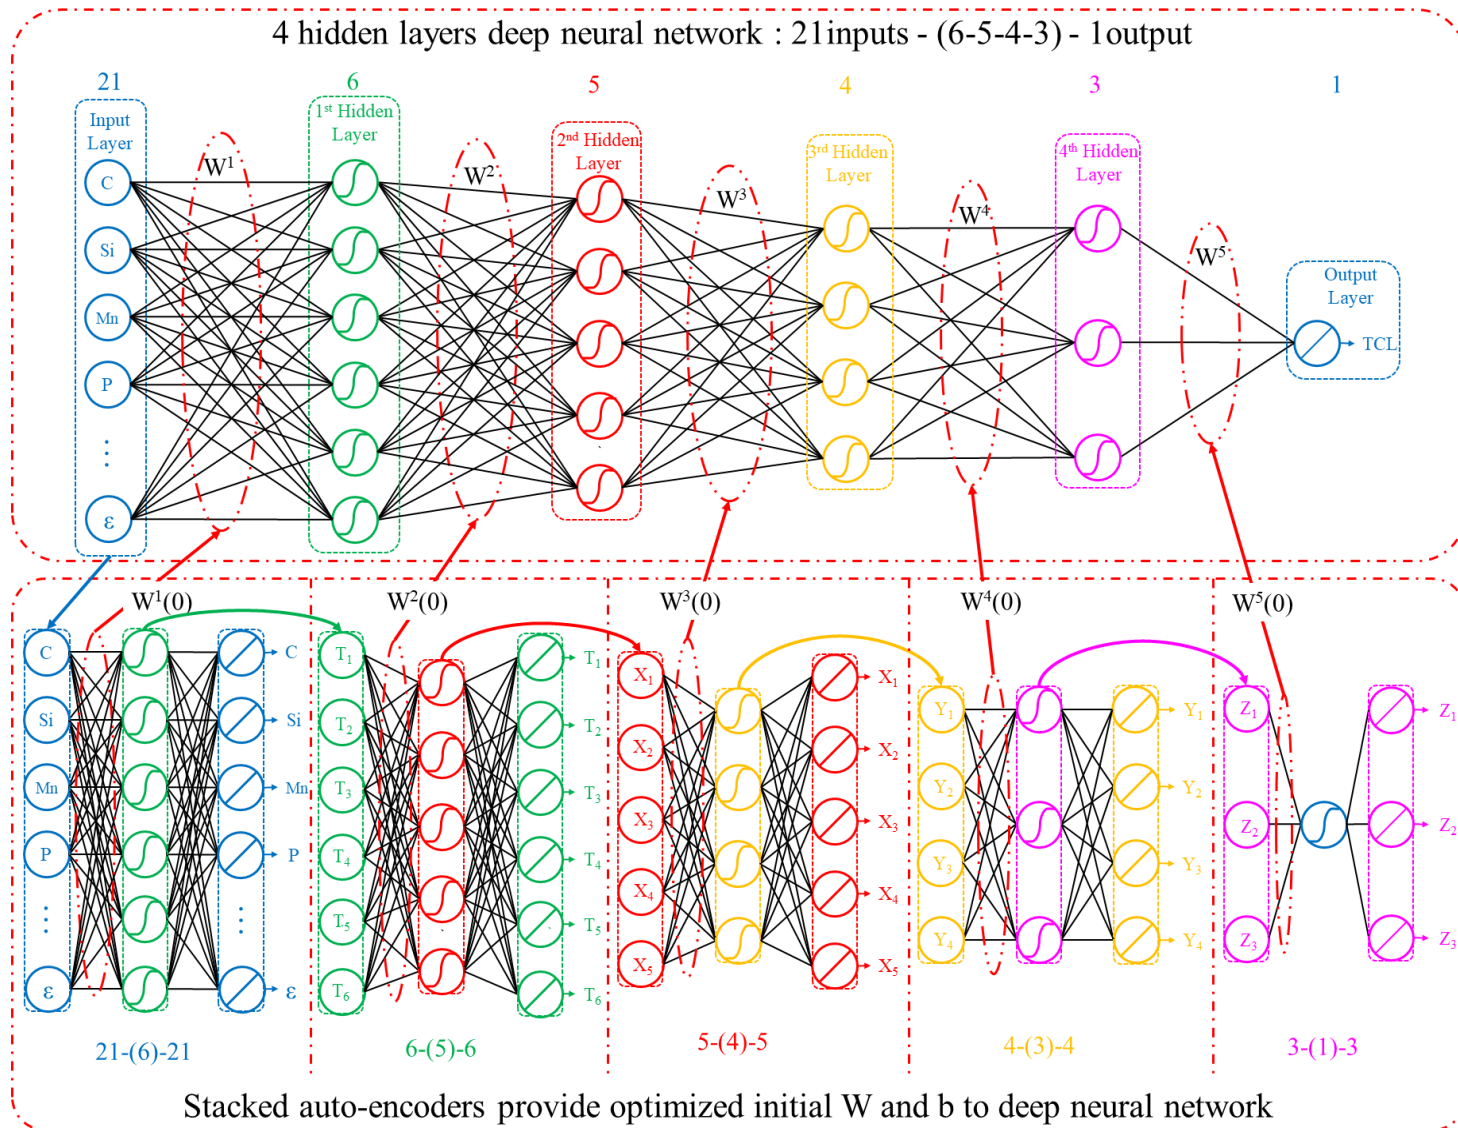 4 hidden layers deep neural network : 21inputs - (6-5-4-3) - 1output
21
6
5
4
3
1
Input
Layer
1st Hidden
Layer
2nd Hidden
Layer
3rd Hidden
Layer
4th Hidden
Layer
Output
Layer
W1
W2
W3
W4
W5
C
Si
Mn
P
⋮
ε
TCL
W1(0)
W2(0)
W3(0)
W4(0)
W5(0)
C
Si
Mn
P
⋮
ε
C
Si
Mn
P
⋮
ε
T1
T2
T3
T4
T5
T6
T1
T2
T3
T4
T5
T6
X1
X2
X3
X4
X5
X1
X2
X3
X4
X5
Y1
Y2
Y3
Y4
Y1
Y2
Y3
Y4
Z1
Z2
Z3
Z1
Z2
Z3
21-(6)-21
6-(5)-6
5-(4)-5
4-(3)-4
3-(1)-3
Stacked auto-encoders provide optimized initial W and b to deep neural network